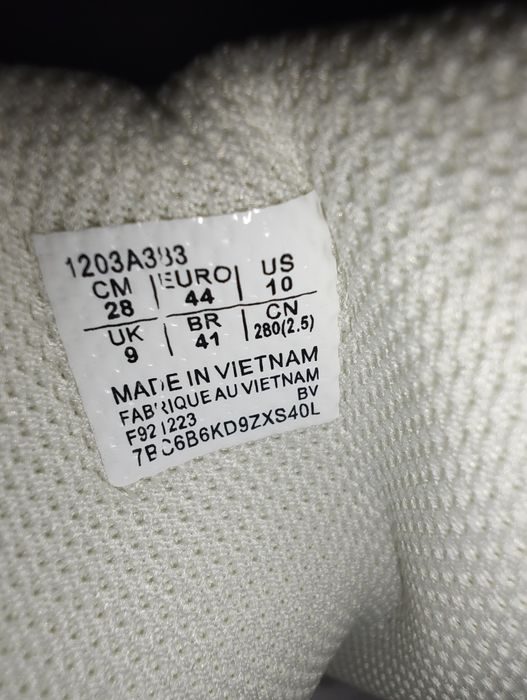 CM | EURO | US
28 | 44 | 10
UK | BR | CN
9 | 41 | 280(2.5)
MADE IN VIETNAM
FABRIQUE AU VIETNAM
BV